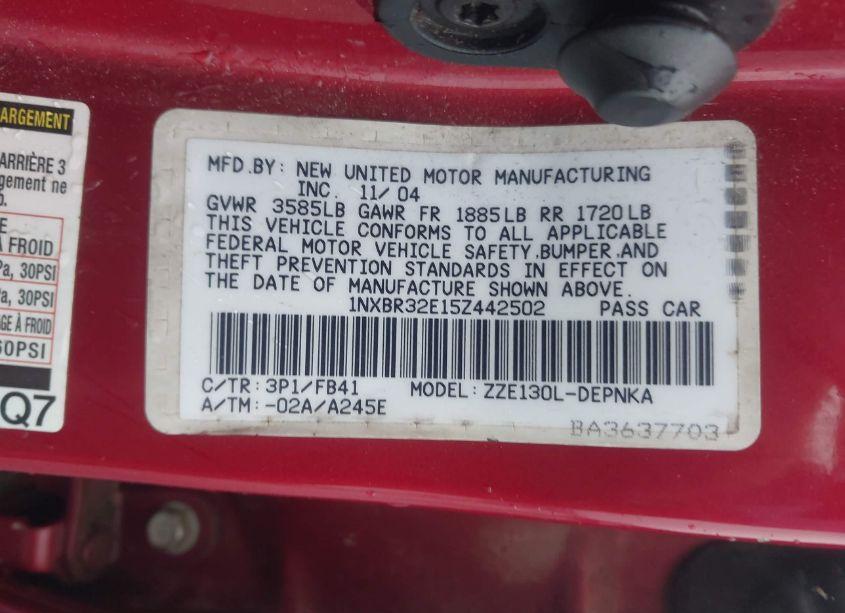 ARGEMENT
ARRIÈRE 3
gement ne
A FROID
Pa, 30PSI
Pa, 30PSI
AGE À FROID
60PSI
Q7
MFD.BY: NEW UNITED MOTOR MANUFACTURING
INC. 11/04
GVWR 3585LB GAWR FR 1885LB RR 1720LB
THIS VEHICLE CONFORMS TO ALL APPLICABLE
FEDERAL MOTOR VEHICLE SAFETY,BUMPER,AND
THEFT PREVENTION STANDARDS IN EFFECT ON
THE DATE OF MANUFACTURE SHOWN ABOVE.
1NXBR32E15Z442502 PASS CAR
C/TR: 3P1/FB41 MODEL: ZZE130L-DEPNKA
A/TM: -02A/A245E
BA3637703